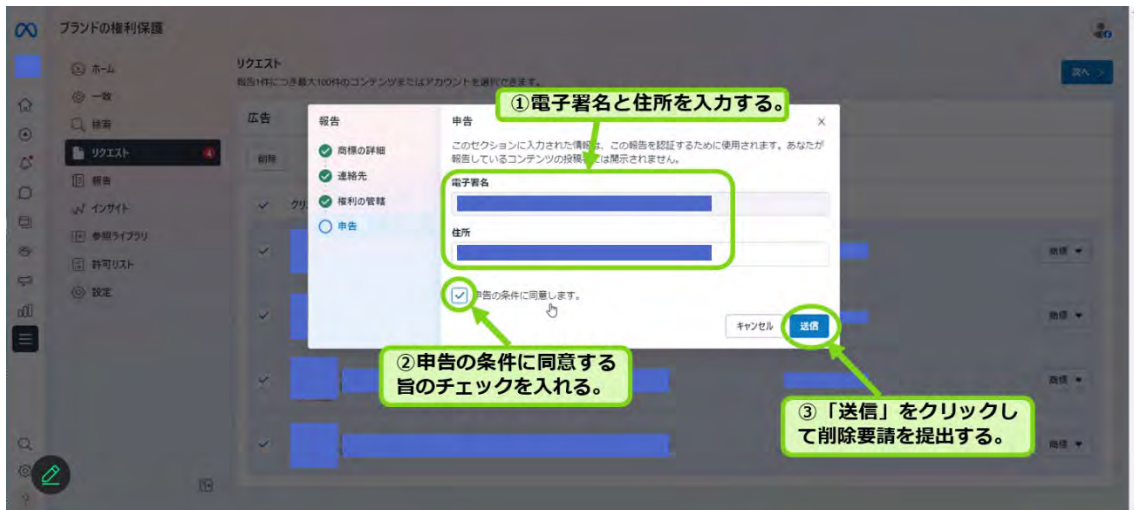 ブランドの権利保護
ホーム
一致
検索
リクエスト
4
報告
インサイト
参照ライブラリ
許可リスト
設定
リクエスト
報告1件につき最大100件のコンテンツまたはアカウントを選択できます。
次へ >
広告
削除
①電子署名と住所を入力する。
報告
商標の詳細
連絡先
権利の管轄
申告
申告
×
このセクションに入力された情報は、この報告を認証するために使用されます。あなたが
報告しているコンテンツの投稿
には開示されません。
電子署名
住所
申告の条件に同意します。
キャンセル
送信
商標
商標
商標
商標
②申告の条件に同意する
旨のチェックを入れる。
③「送信」をクリックし
て削除要請を提出する。